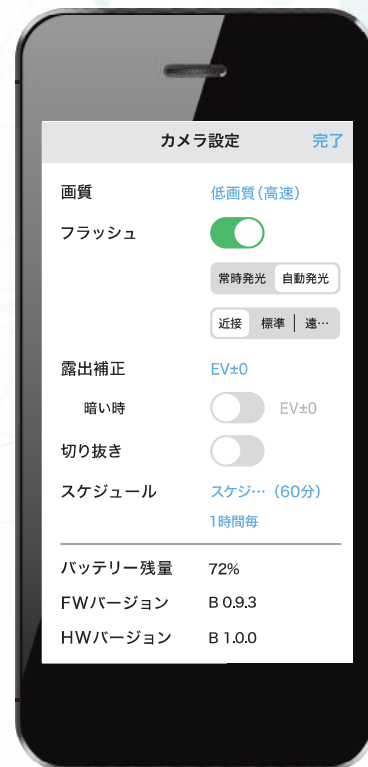 カメラ設定 完了
画質 低画質(高速)
フラッシュ
常時発光 自動発光
近接 標準 遠…
露出補正 EV±0
暗い時 EV±0
切り抜き
スケジュール スケジ… (60分)
1時間毎
バッテリー残量 72%
FWバージョン B 0.9.3
HWバージョン B 1.0.0